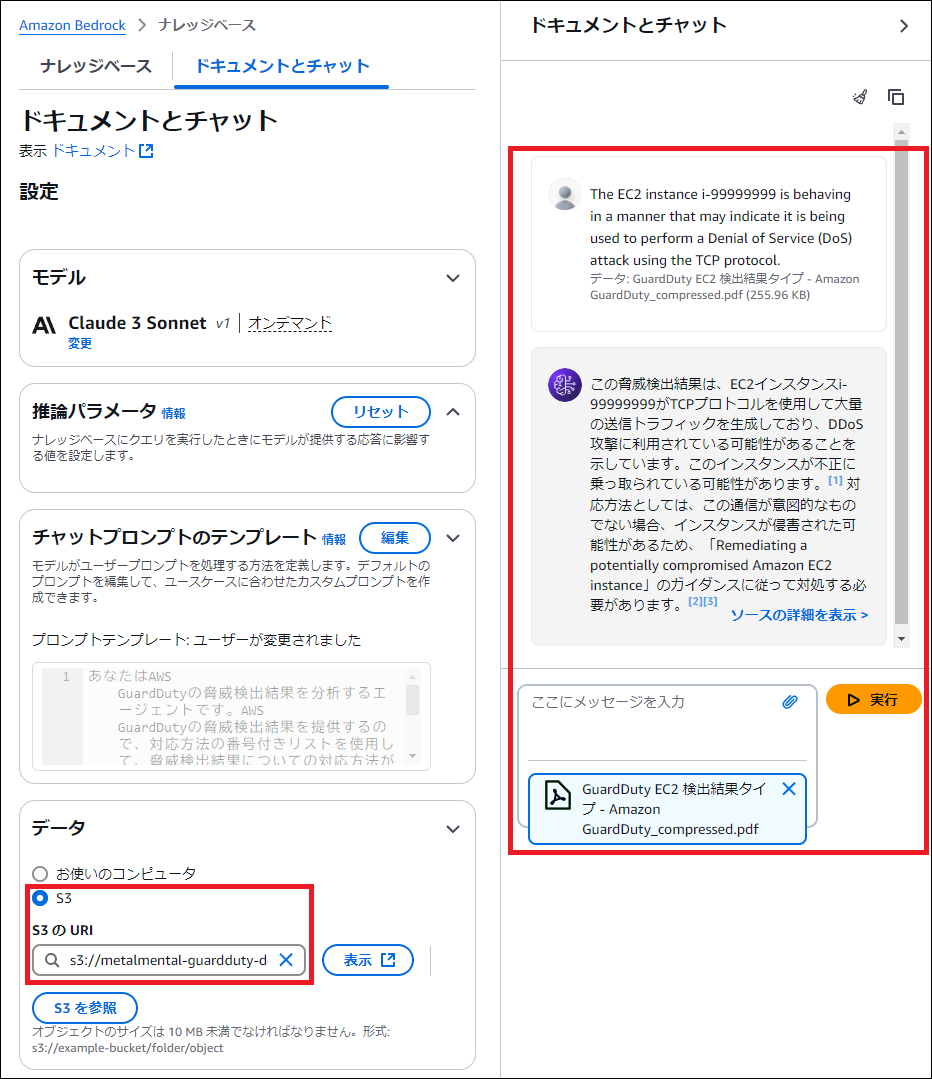 Amazon Bedrock > ナレッジベース
ナレッジベース
ドキュメントとチャット
ドキュメントとチャット
表示 ドキュメント
設定
モデル
Claude 3 Sonnet v1 | オンデマンド
変更
推論パラメータ 情報
リセット
ナレッジベースにクエリを実行したときにモデルが提供する応答に影響す
る値を設定します。
チャットプロンプトのテンプレート 情報
編集
モデルがユーザープロンプトを処理する方法を定義します。デフォルトの
プロンプトを編集して、ユースケースに合わせたカスタムプロンプトを作
成できます。
プロンプトテンプレート: ユーザーが変更されました
1 あなたはAWS
GuardDutyの脅威検出結果を分析するエ
ージェントです。AWS
GuardDutyの脅威検出結果を提供するの
で、対応方法の番号付きリストを使用し
て、脅威検出結果についての対応方法が
データ
お使いのコンピュータ
S3
S3 の URI
s3://metalmental-guardduty-d
表示
S3 を参照
オブジェクトのサイズは 10 MB 未満でなければなりません。形式:
s3://example-bucket/folder/object
ドキュメントとチャット
The EC2 instance i-99999999 is behaving
in a manner that may indicate it is being
used to perform a Denial of Service (DoS)
attack using the TCP protocol.
データ: GuardDuty EC2 検出結果タイプ - Amazon
GuardDuty_compressed.pdf (255.96 KB)
この脅威検出結果は、EC2インスタンスi-
99999999がTCPプロトコルを使用して大量
の送信トラフィックを生成しており、DDoS
攻撃に利用されている可能性があることを
示しています。このインスタンスが不正に
乗っ取られている可能性があります。[1] 対
応方法としては、この通信が意図的なもの
でない場合、インスタンスが侵害された可
能性があるため、「Remediating a
potentially compromised Amazon EC2
instance」のガイダンスに従って対処する必
要があります。[2][3]
ソースの詳細を表示 >
ここにメッセージを入力
実行
GuardDuty EC2 検出結果タイ
プ - Amazon
GuardDuty_compressed.pdf